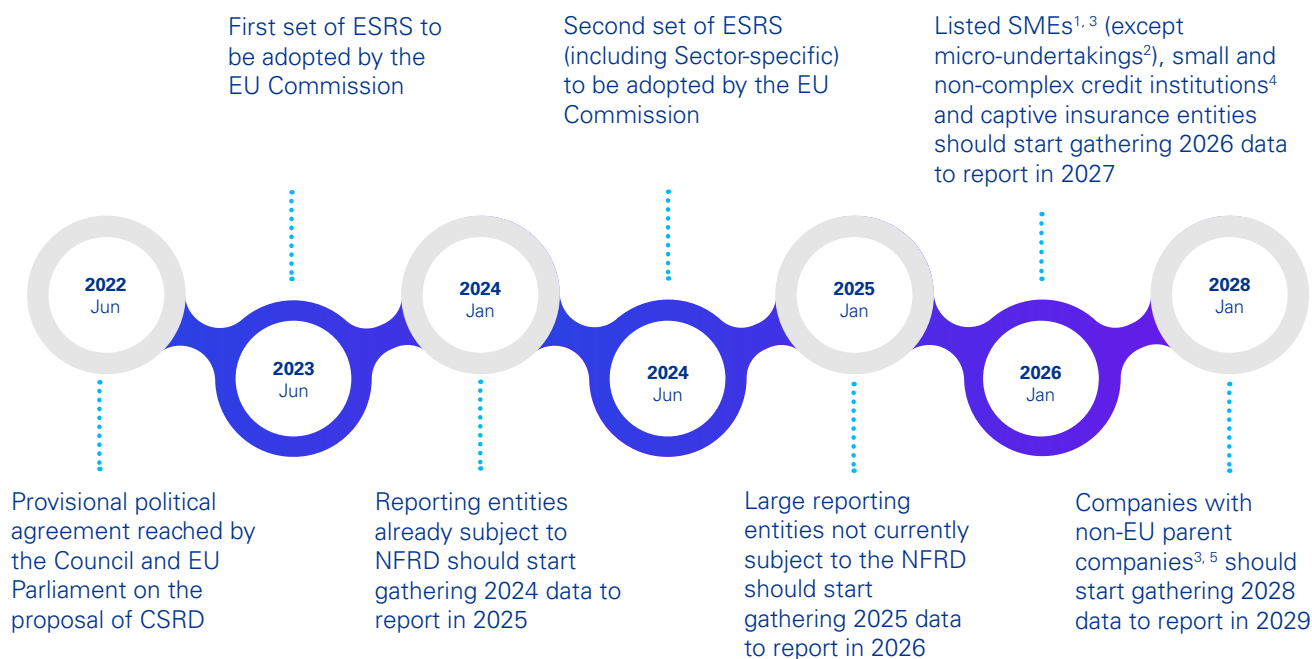 First set of ESRS to
be adopted by the
EU Commission
Second set of ESRS
(including Sector-specific)
to be adopted by the EU
Commission
Listed SMEs¹, ³ (except
micro-undertakings²), small and
non-complex credit institutions⁴
and captive insurance entities
should start gathering 2026 data
to report in 2027
2022
Jun
2023
Jun
2024
Jan
2024
Jun
2025
Jan
2026
Jan
2028
Jan
Provisional political
agreement reached by
the Council and EU
Parliament on the
proposal of CSRD
Reporting entities
already subject to
NFRD should start
gathering 2024 data to
report in 2025
Large reporting
entities not currently
subject to the NFRD
should start
gathering 2025 data
to report in 2026
Companies with
non-EU parent
companies³, ⁵ should
start gathering 2028
data to report in 2029